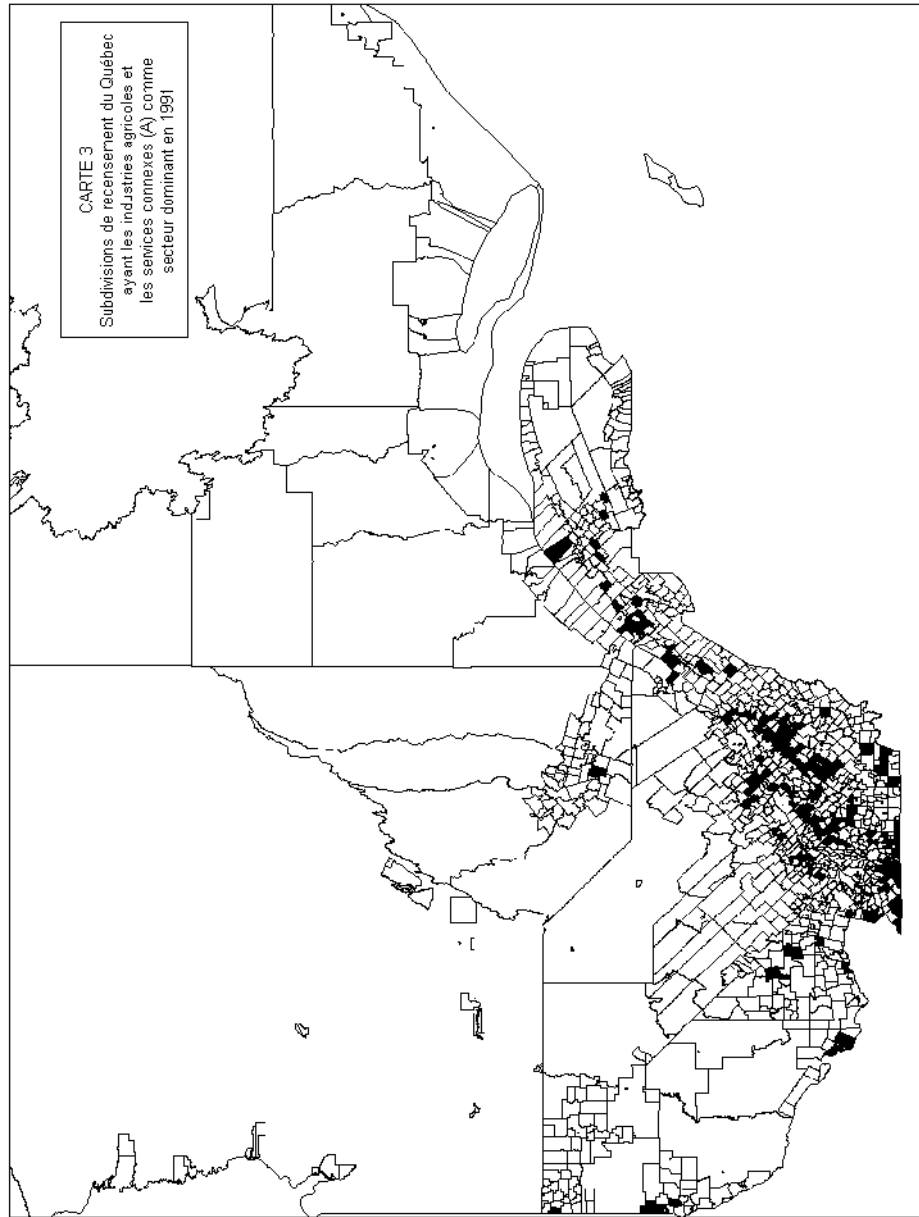 CARTE 3
Subdivisions de recensement du Québec
ayant les industries agricoles et
les services connexes (A) comme
secteur dominant en 1991